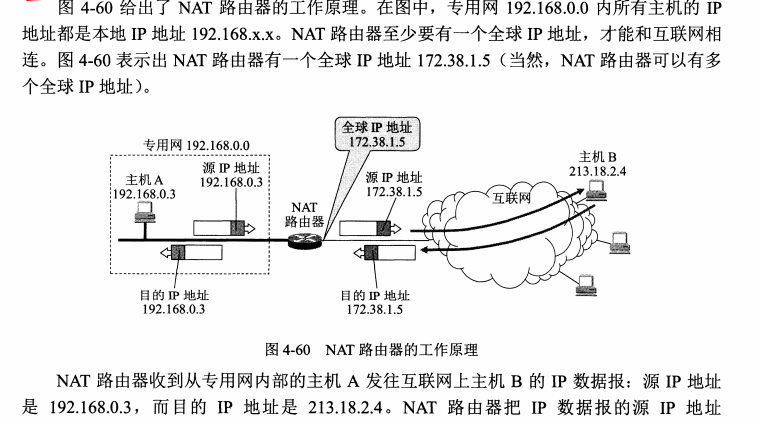 图 4-60 给出了 NAT 路由器的工作原理。在图中，专用网 192.168.0.0 内所有主机的 IP
地址都是本地 IP 地址 192.168.x.x。NAT 路由器至少要有一个全球 IP 地址，才能和互联网相
连。图 4-60 表示出 NAT 路由器有一个全球 IP 地址 172.38.1.5（当然，NAT 路由器可以有多
个全球 IP 地址）。
全球 IP 地址
172.38.1.5
专用网 192.168.0.0
主机 A
192.168.0.3
源 IP 地址
192.168.0.3
NAT
路由器
源 IP 地址
172.38.1.5
互联网
主机 B
213.18.2.4
目的 IP 地址
192.168.0.3
目的 IP 地址
172.38.1.5
图 4-60 NAT 路由器的工作原理
NAT 路由器收到从专用网内部的主机 A 发往互联网上主机 B 的 IP 数据报：源 IP 地址
是 192.168.0.3，而目的 IP 地址是 213.18.2.4。NAT 路由器把 IP 数据报的源 IP 地址